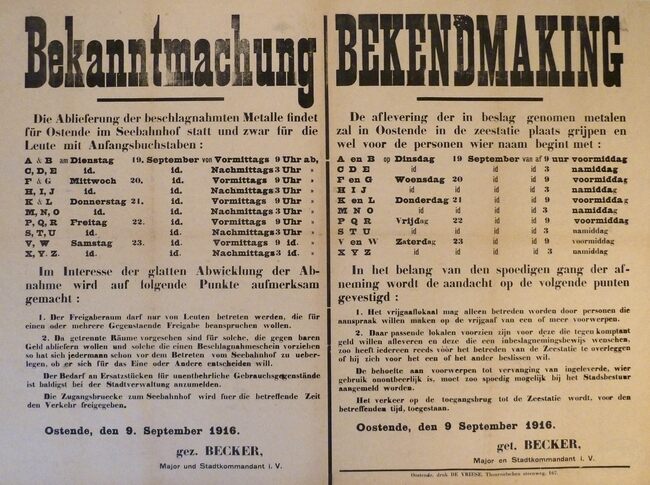 Bekanntmachung
Die Ablieferung der beschlagnahmten Metalle findet
für Ostende im Seebahnhof statt und zwar für die
Leute mit Anfangsbuchstaben :
A & B am Dienstag 19. September von Vormittags 9 Uhr ab,
C, D, E id. id. Nachmittags 3 Uhr »
F & G Mittwoch 20. id. Vormittags 9 Uhr »
H, I, J id. id. Nachmittags 3 Uhr »
K & L Donnerstag 21. id. Vormittags 9 Uhr »
M, N, O id. id. Nachmittags 3 Uhr »
P, Q, R Freitag 22. id. Vormittags 9 Uhr »
S, T, U id. id. Nachmittags 3 Uhr »
V, W Samstag 23. id. Vormittags 9 id. »
X, Y. Z id. id. Nachmittags 3 id. »
Im Interesse der glatten Abwicklung der Ab-
nahme wird auf folgende Punkte aufmerksam
gemacht :
1. Der Freigaberaum darf nur von Leuten betreten werden, die für
einen oder mehrere Gegenstaende Freigabe beanspruchen wollen.
2. Da getrennte Räume vorgesehen sind für solche, die gegen baren
Geld abliefern wollen und solche die einen Beschlagnahmeschein vorziehen
so hat sich jedermann schon vor dem Betreten vom Seebahnhof zu ueber-
legen, ob er sich für das Eine oder Andere entscheiden will.
Der Bedarf an Ersatzstücken für unentbehrliche Gebrauchsgegenstände
ist baldigst bei der Stadtverwaltung anzumelden.
Die Zugangsbruecke zum Seebahnhof wird fuer die betreffende Zeit
den Verkehr freigegeben.
Ostende, den 9. September 1916.
gez. BECKER,
Major und Stadtkommandant i. V.
BEKENDMAKING
De aflevering der in beslag genomen metalen
zal in Oostende in de zeestatie plaats grijpen en
wel voor de personen wier naam begint met :
A en B op Dinsdag 19 September van af 9 uur voormiddag
C D E id id id 3 namiddag
F en G Woensdag 20 id id 9 voormiddag
H I J id id id 3 namiddag
K en L Donderdag 21 id id 9 voormiddag
M N O id id id 3 namiddag
P Q R Vrijdag 22 id id 9 voormiddag
S T U id id id 3 namiddag
V en W Zaterdag 23 id id 9 voormiddag
X Y Z id id id 3 namiddag
In het belang van den spoedigen gang der af-
neming wordt de aandacht op de volgende punten
gevestigd :
1. Het vrijgaaflokaal mag alleen betreden worden door personen die
aanspraak willen maken op de vrijgaaf van een of meer voorwerpen.
2. Daar passende lokalen voorzien zijn voor deze die tegen komptant
geld willen afleveren en deze die een inbeslagnemingsbewijs wenschen,
zoo heeft iedereen reeds vóór het betreden van de Zeestatie te overleggen
of hij zich voor het een of het ander beslissen wil.
De behoefte aan voorwerpen tot vervanging van ingeleverde, wier
gebruik onontbeerlijk is, moet zoo spoedig mogelijk bij het Stadsbestuur
aangemeld worden.
Het verkeer op de toegangsbrug tot de Zeestatie wordt, voor den
betreffenden tijd, toegestaan.
Oostende, den 9 September 1916.
get. BECKER,
Major en Stadtkommandant i. V.
Oostende, druk DE VRIESE, Thouroutschen steenweg, 167.